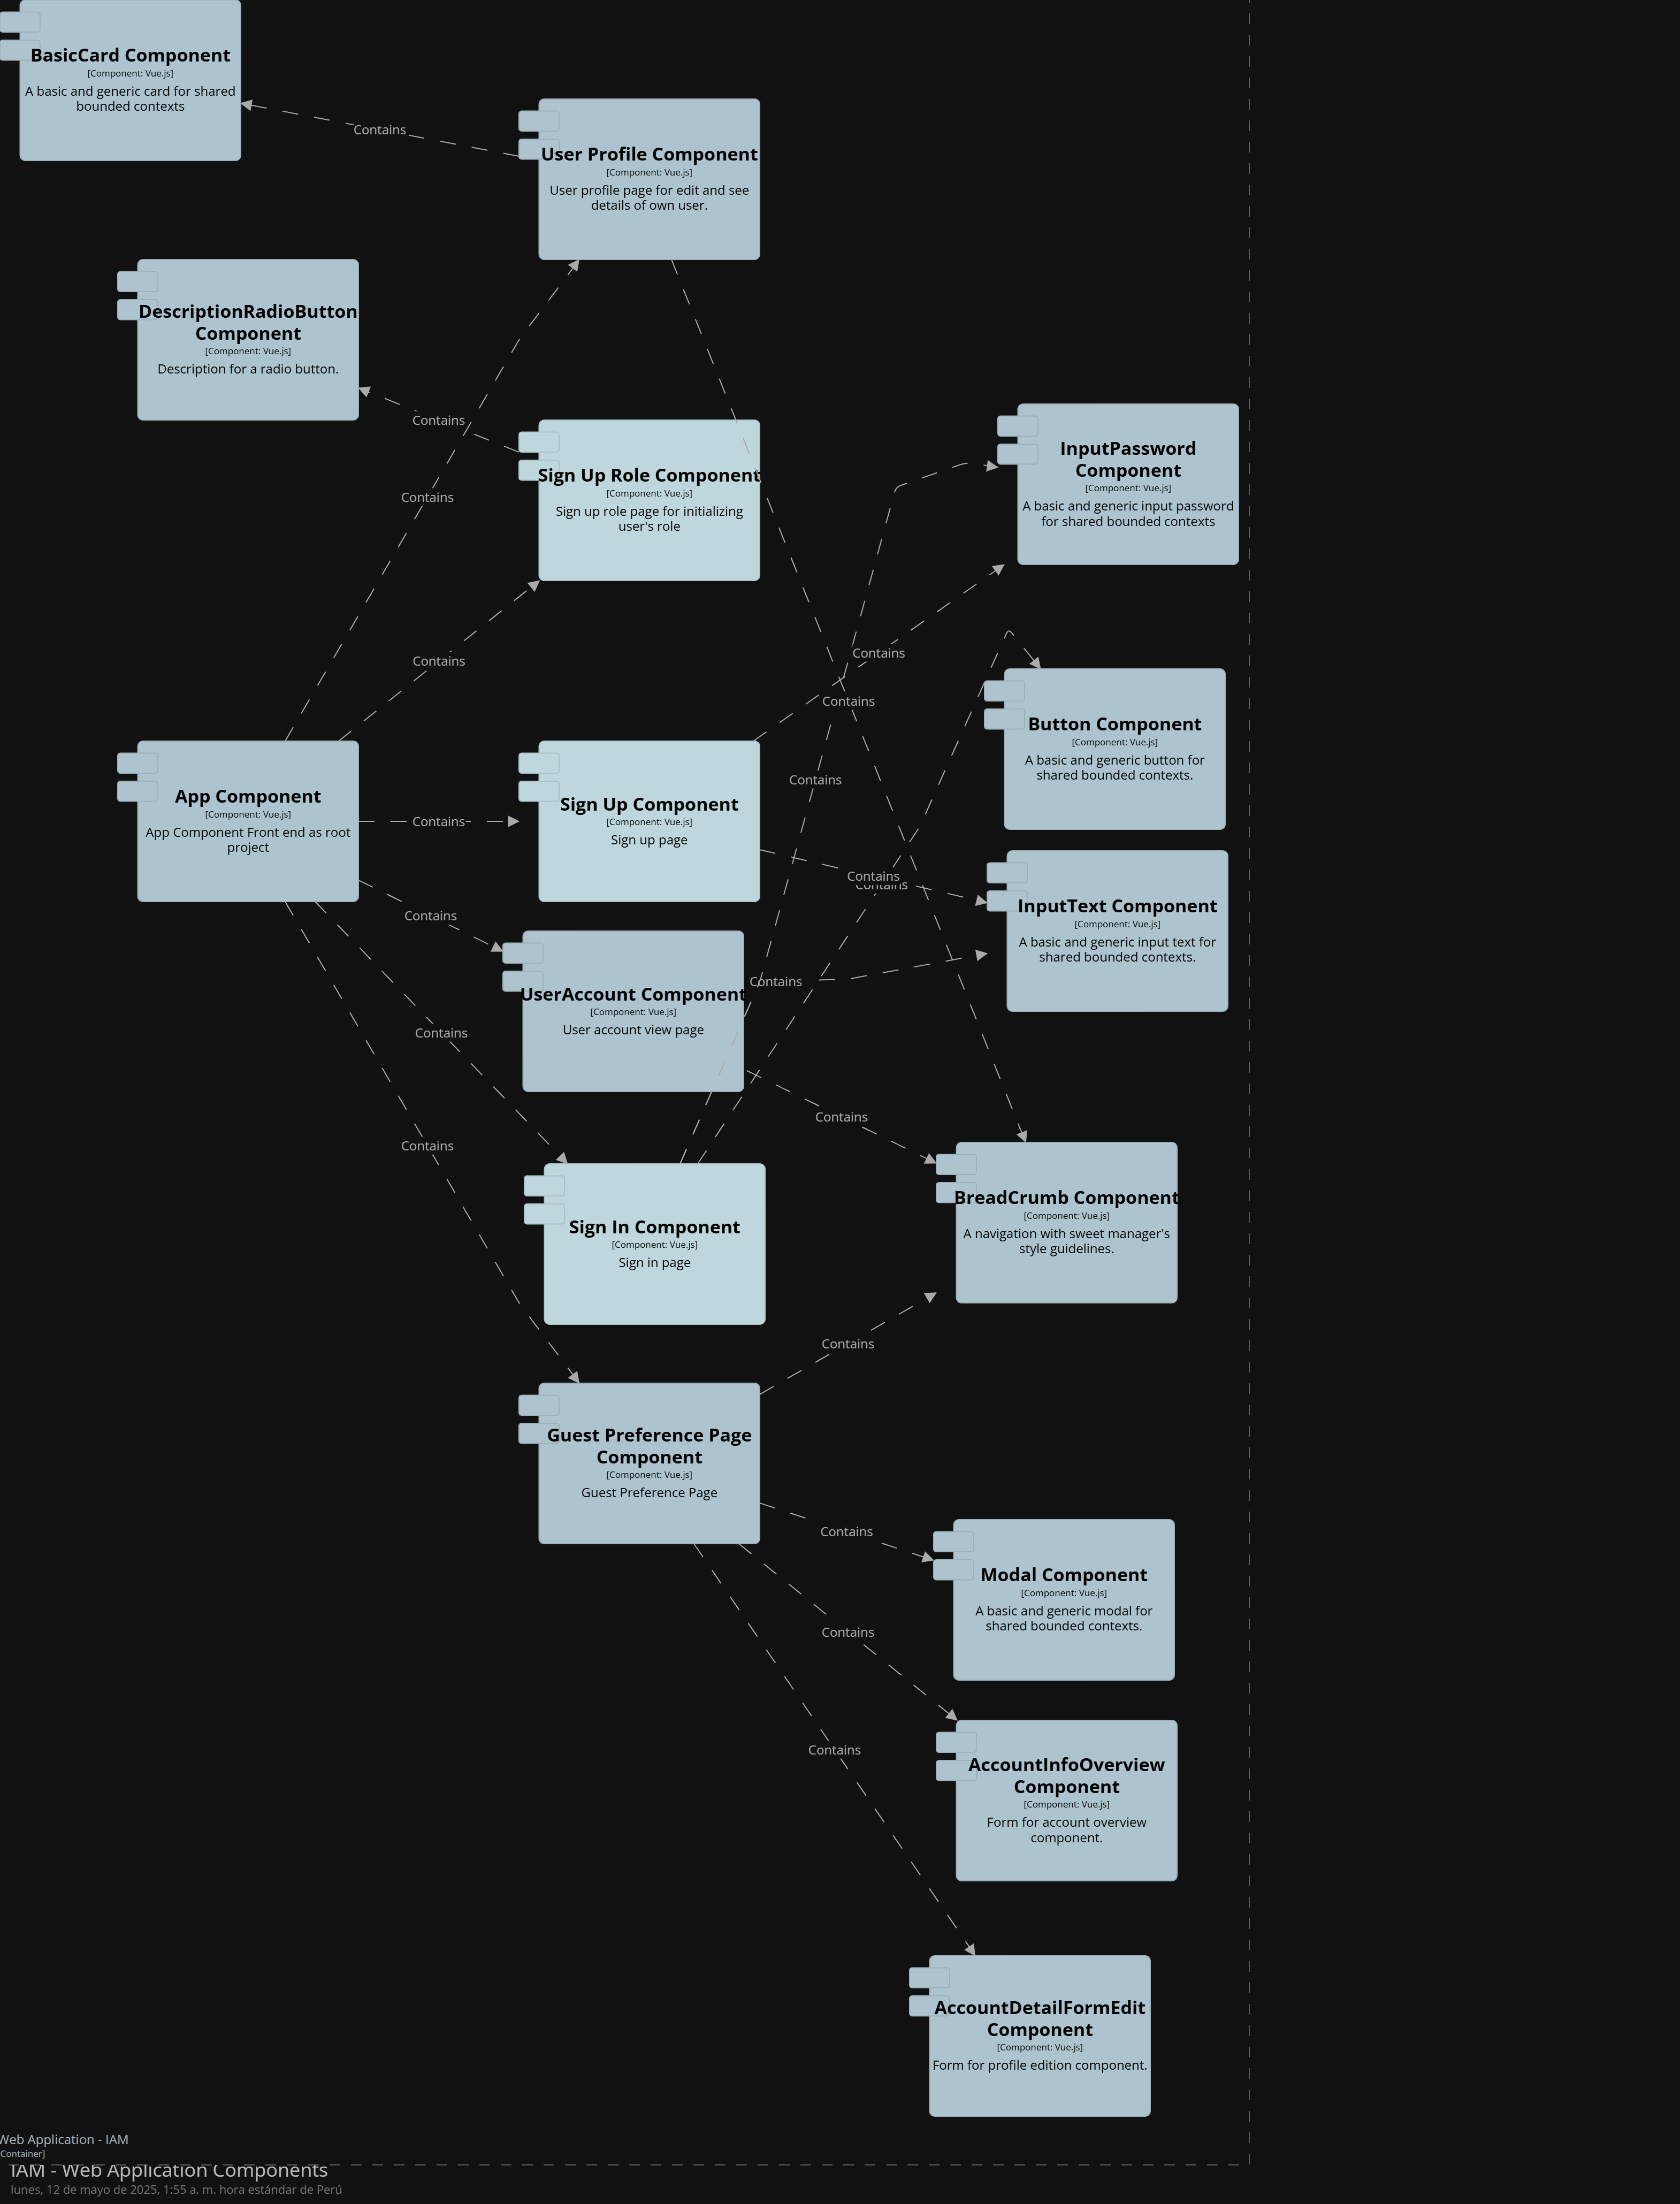 BasicCard Component
[Component: Vue.js]
A basic and generic card for shared
bounded contexts
Contains
User Profile Component
[Component: Vue.js]
User profile page for edit and see
details of own user.
DescriptionRadioButton
Component
[Component: Vue.js]
Description for a radio button.
Contains
Contains
Sign Up Role Component
[Component: Vue.js]
Sign up role page for initializing
user's role
InputPassword
Component
[Component: Vue.js]
A basic and generic input password
for shared bounded contexts
Contains
Contains
Contains
Button Component
[Component: Vue.js]
A basic and generic button for
shared bounded contexts.
App Component
[Component: Vue.js]
App Component Front end as root
project
Contains
Sign Up Component
[Component: Vue.js]
Sign up page
Contains
Contains
Contains
InputText Component
[Component: Vue.js]
A basic and generic input text for
shared bounded contexts.
Contains
UserAccount Component
[Component: Vue.js]
User account view page
Contains
Contains
Contains
Contains
Sign In Component
[Component: Vue.js]
Sign in page
BreadCrumb Component
[Component: Vue.js]
A navigation with sweet manager's
style guidelines.
Contains
Guest Preference Page
Component
[Component: Vue.js]
Guest Preference Page
Contains
Modal Component
[Component: Vue.js]
A basic and generic modal for
shared bounded contexts.
Contains
Contains
AccountInfoOverview
Component
[Component: Vue.js]
Form for account overview
component.
AccountDetailFormEdit
Component
[Component: Vue.js]
Form for profile edition component.
Web Application - IAM
Container]
IAM - Web Application Components
lunes, 12 de mayo de 2025, 1:55 a. m. hora estándar de Perú